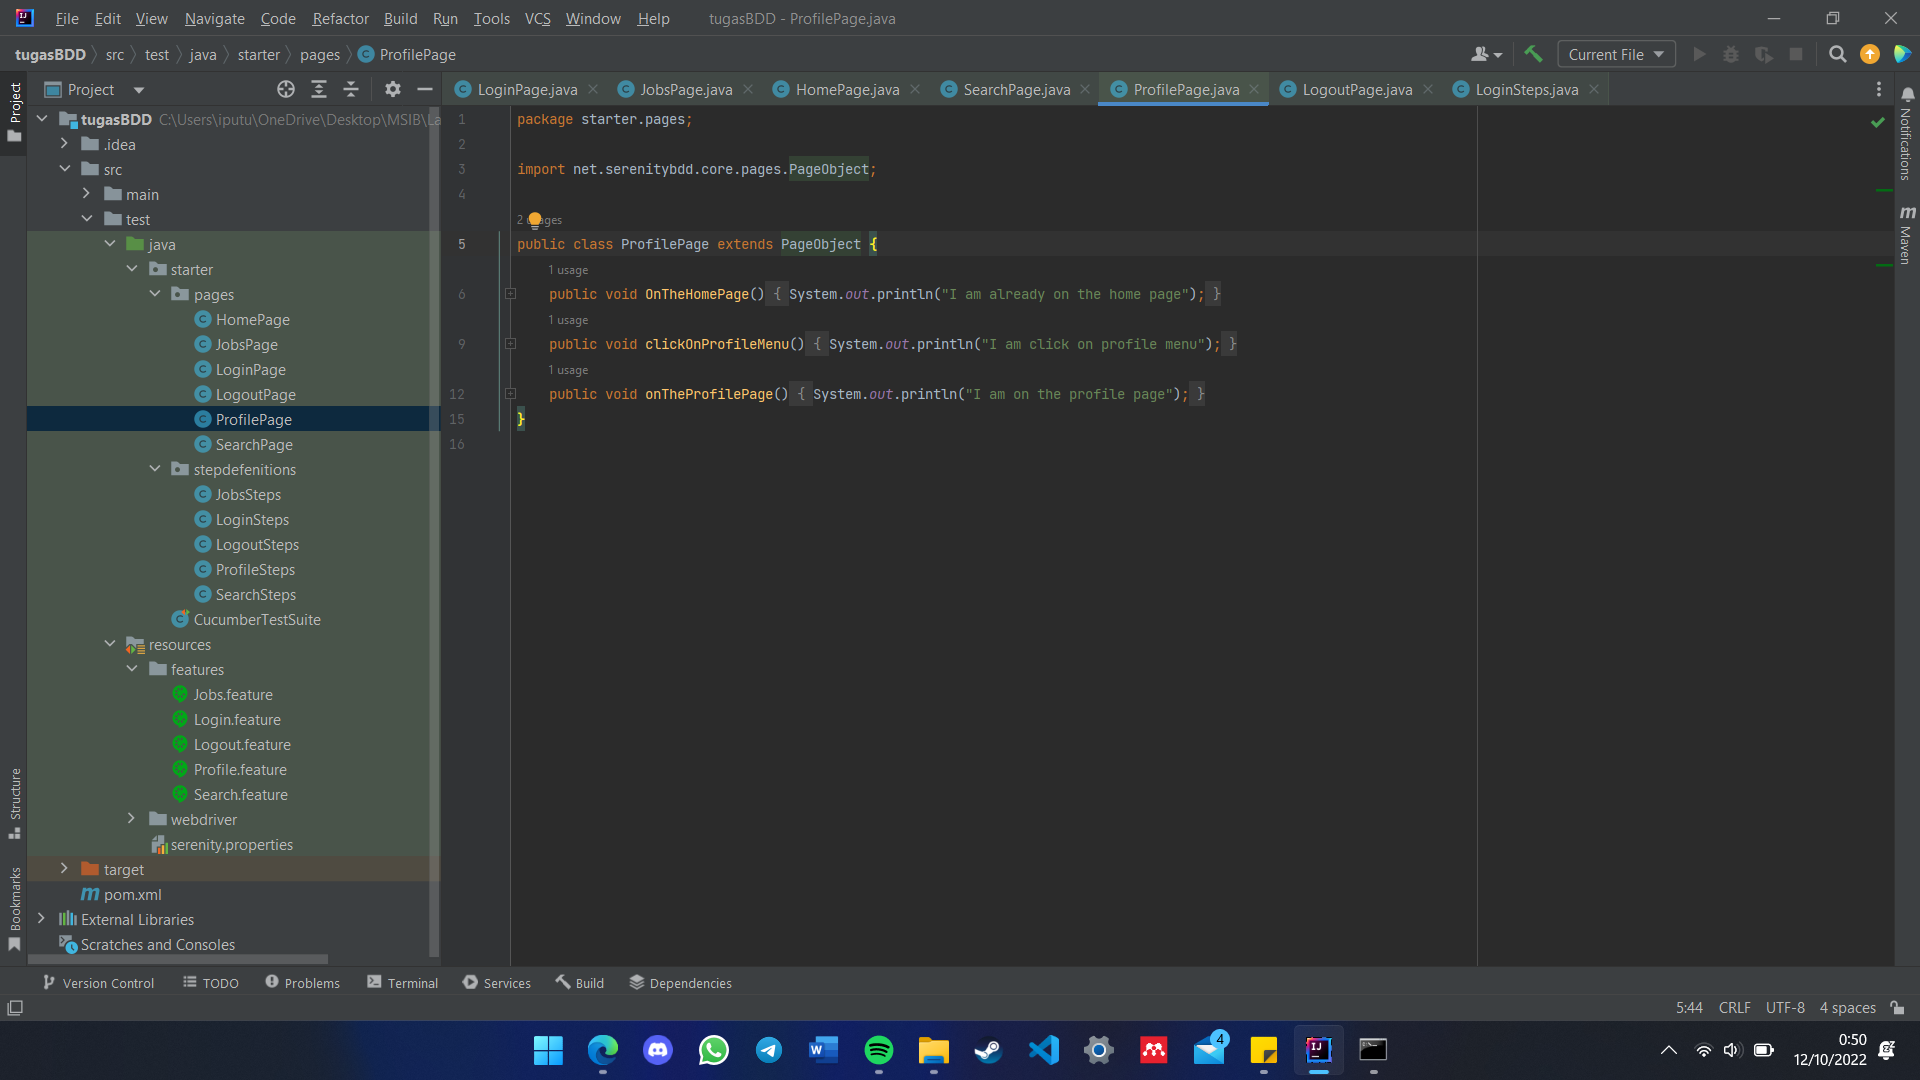 File Edit View Navigate Code Refactor Build Run Tools VCS Window Help tugasBDD - ProfilePage.java
tugasBDD src test java starter pages ProfilePage
Current File
Project
LoginPage.java JobsPage.java HomePage.java SearchPage.java ProfilePage.java LogoutPage.java LoginSteps.java
Project
Structure
Bookmarks
tugasBDD C:\Users\iputu\OneDrive\Desktop\MSIB\La
.idea
src
main
test
java
starter
pages
HomePage
JobsPage
LoginPage
LogoutPage
ProfilePage
SearchPage
stepdefenitions
JobsSteps
LoginSteps
LogoutSteps
ProfileSteps
SearchSteps
CucumberTestSuite
resources
features
Jobs.feature
Login.feature
Logout.feature
Profile.feature
Search.feature
webdriver
serenity.properties
target
pom.xml
External Libraries
Scratches and Consoles
1 package starter.pages;
2
3 import net.serenitybdd.core.pages.PageObject;
4
2 usages
5 public class ProfilePage extends PageObject {
1 usage
6 public void OnTheHomePage() { System.out.println("I am already on the home page"); }
1 usage
9 public void clickOnProfileMenu() { System.out.println("I am click on profile menu"); }
1 usage
12 public void onTheProfilePage() { System.out.println("I am on the profile page"); }
15 }
16
Notifications
Maven
Version Control TODO Problems Terminal Services Build Dependencies
5:44 CRLF UTF-8 4 spaces
4
0:50
12/10/2022